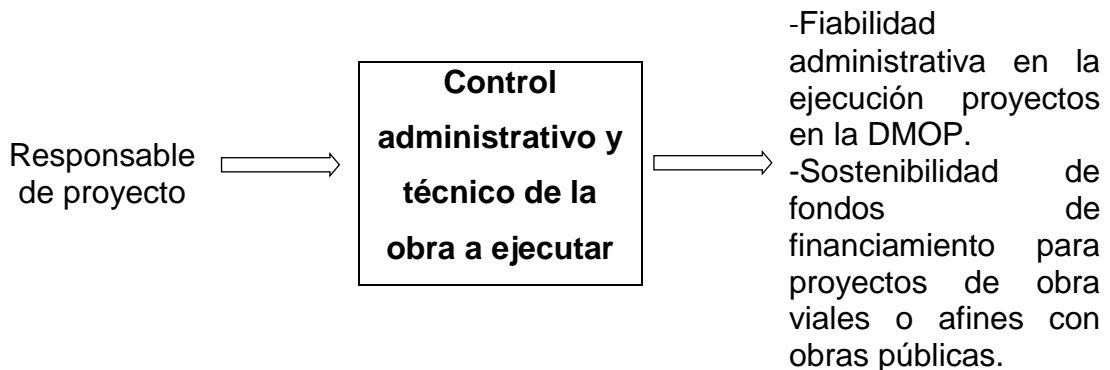 Responsable
de proyecto
Control
administrativo y
técnico de la
obra a ejecutar
-Fiabilidad
administrativa en la
ejecución proyectos
en la DMOP.
-Sostenibilidad de
fondos de
financiamiento para
proyectos de obra
viales o afines con
obras públicas.